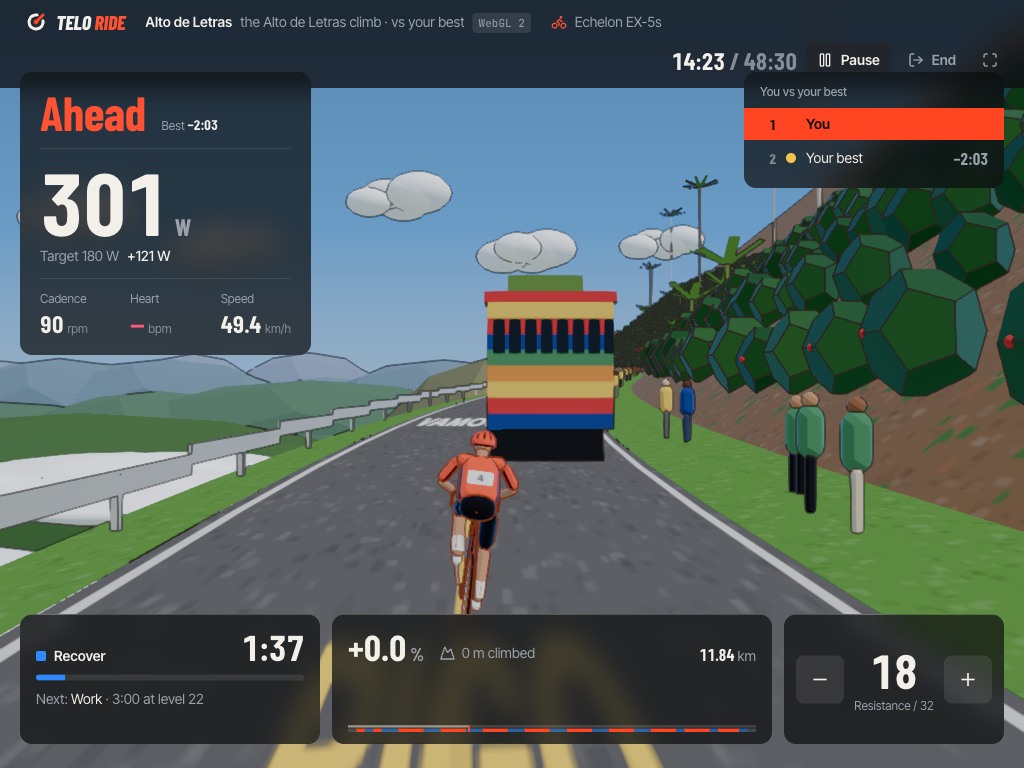 TELO RIDE Alto de Letras the Alto de Letras climb · vs your best WebGL 2 Echelon EX-5s
14:23 / 48:30 Pause End
Ahead Best −2:03
301 W
Target 180 W +121 W
Cadence Heart Speed
90 rpm — bpm 49.4 km/h
You vs your best
1 You
2 Your best −2:03
VAMO
4
Recover 1:37
Next: Work · 3:00 at level 22
+0.0 % 0 m climbed 11.84 km
− 18 +
Resistance / 32